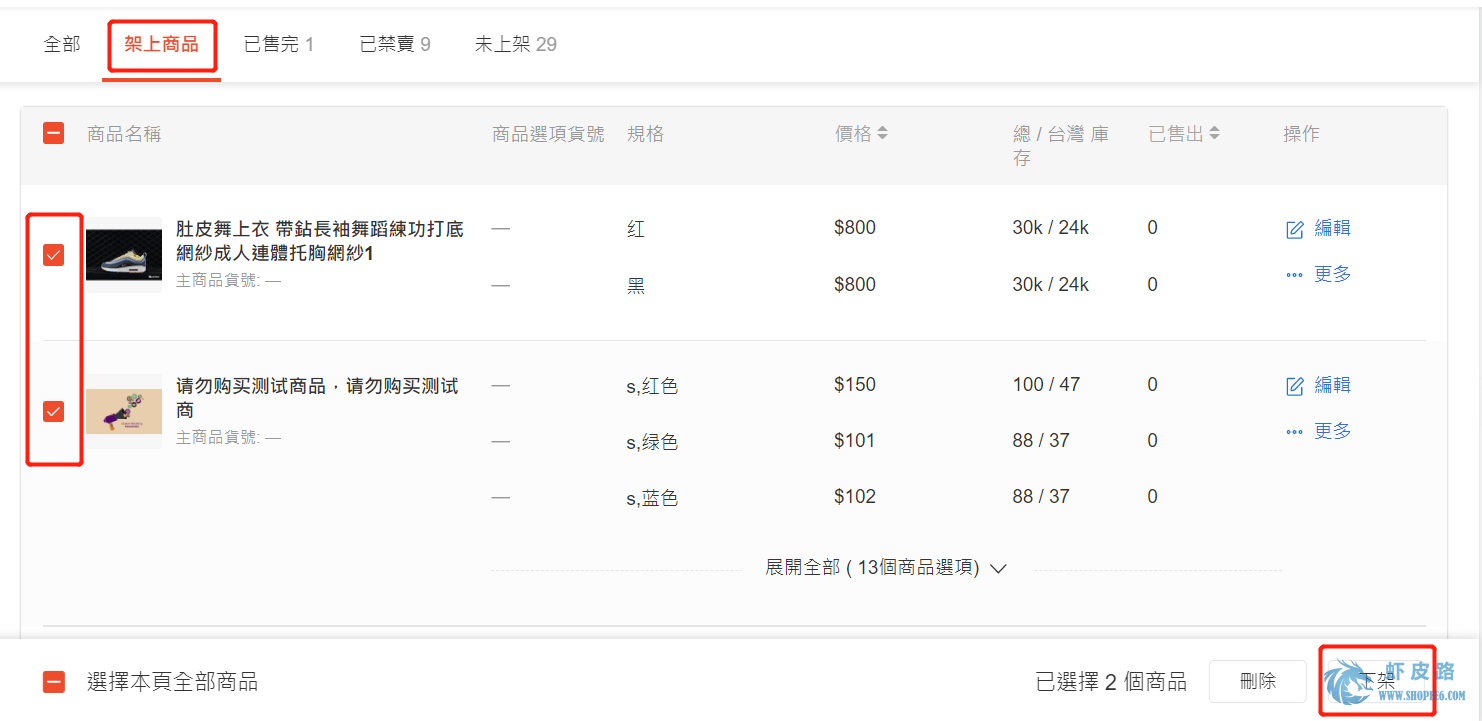 全部 架上商品 已售完 1 已禁賣 9 未上架 29
商品名稱 商品選項貨號 規格 價格 總 / 台灣 庫 已售出 操作
存
肚皮舞上衣 帶鉆長袖舞蹈練功打底 — 红 $800 30k / 24k 0 編輯
網紗成人連體托胸網紗1
主商品貨號: — 更多
— 黑 $800 30k / 24k 0
请勿购买测试商品，请勿购买测试 — s,红色 $150 100 / 47 0 編輯
商
主商品貨號: — 更多
— s,绿色 $101 88 / 37 0
— s,蓝色 $102 88 / 37 0
展開全部 ( 13個商品選項)
選擇本頁全部商品 已選擇 2 個商品 刪除 下架
虾皮路
WWW.SHOPEE6.COM